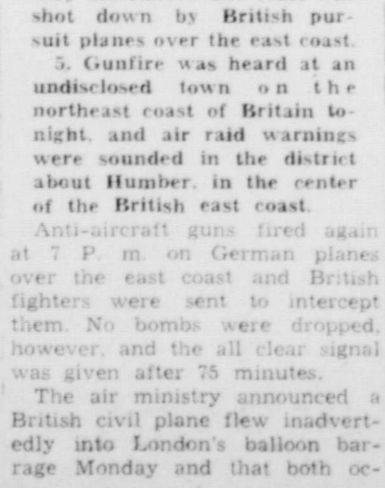 shot down by British pur-
suit planes over the east coast.
5. Gunfire was heard at an
undisclosed town on the
northeast coast of Britain to-
night, and air raid warnings
were sounded in the district
about Humber, in the center
of the British east coast.
Anti-aircraft guns fired again
at 7 P. m. on German planes
over the east coast and British
fighters were sent to intercept
them. No bombs were dropped,
however, and the all clear signal
was given after 75 minutes.
The air ministry announced a
British civil plane flew inadvert-
edly into London's balloon bar-
rage Monday and that both oc-